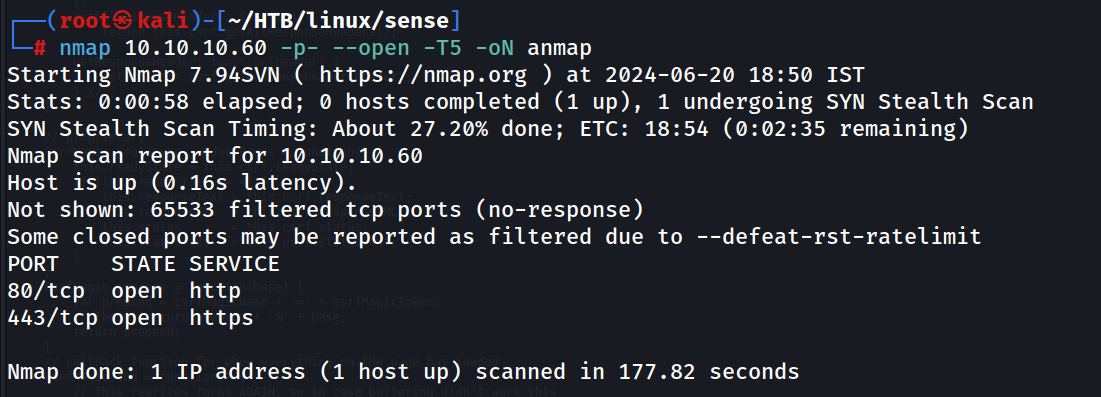 ┌──(root㉿kali)-[~/HTB/linux/sense]
└─# nmap 10.10.10.60 -p- --open -T5 -oN anmap
Starting Nmap 7.94SVN ( https://nmap.org ) at 2024-06-20 18:50 IST
Stats: 0:00:58 elapsed; 0 hosts completed (1 up), 1 undergoing SYN Stealth Scan
SYN Stealth Scan Timing: About 27.20% done; ETC: 18:54 (0:02:35 remaining)
Nmap scan report for 10.10.10.60
Host is up (0.16s latency).
Not shown: 65533 filtered tcp ports (no-response)
Some closed ports may be reported as filtered due to --defeat-rst-ratelimit
PORT    STATE SERVICE
80/tcp  open  http
443/tcp open  https

Nmap done: 1 IP address (1 host up) scanned in 177.82 seconds